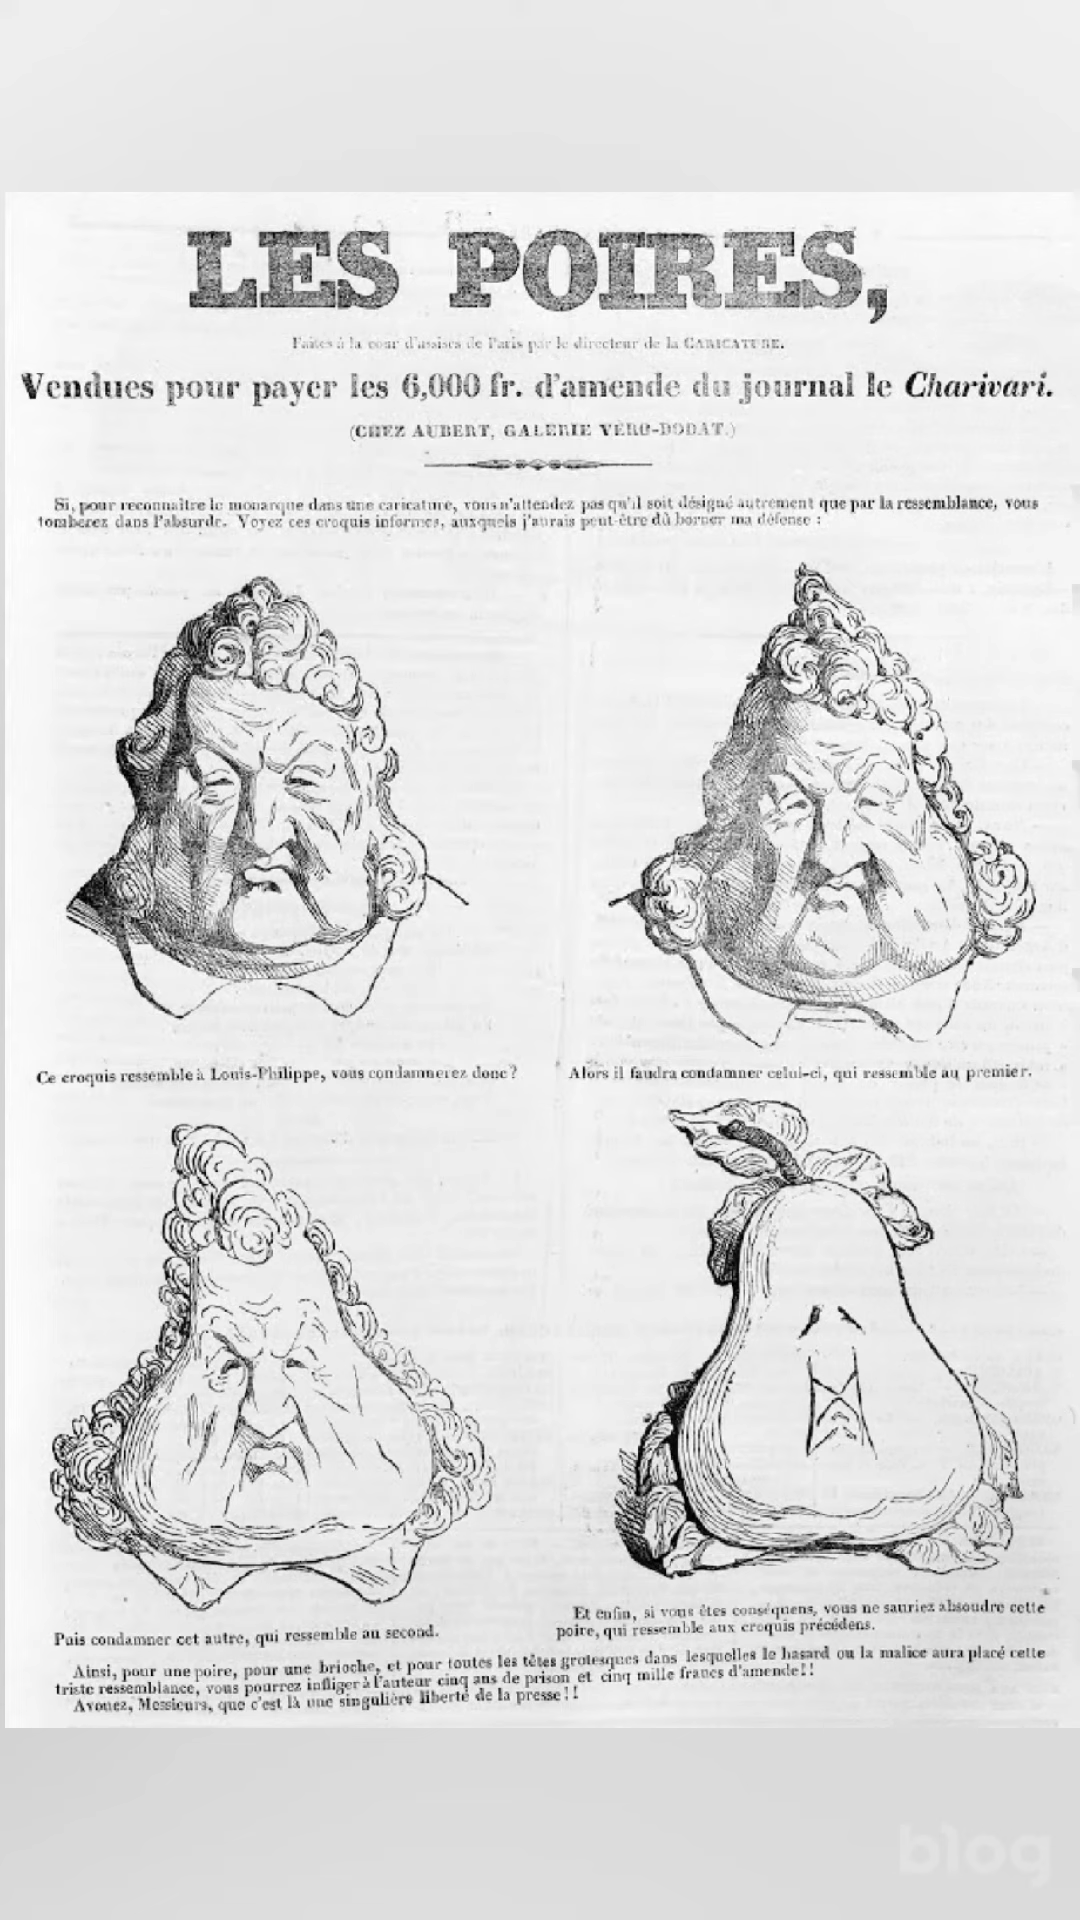 LES POIRES,
Faites à la cour d'assises de Paris par le directeur de la CARICATURE.
Vendues pour payer les 6,000 fr. d'amende du journal le Charivari.
(CHEZ AUBERT, GALERIE VÉRO-DODAT.)
Si, pour reconnaître le monarque dans une caricature, vous n'attendez pas qu'il soit désigné autrement que par la ressemblance, vous
tomberez dans l'absurde. Voyez ces croquis informes, auxquels j'aurais peut-être dû borner ma défense :
Ce croquis ressemble à Louis-Philippe, vous condamnerez donc ?
Alors il faudra condamner celui-ci, qui ressemble au premier.
Puis condamner cet autre, qui ressemble au second.
Et enfin, si vous êtes conséquens, vous ne sauriez absoudre cette
poire, qui ressemble aux croquis précédens.
Ainsi, pour une poire, pour une brioche, et pour toutes les têtes grotesques dans lesquelles le hasard ou la malice aura placé cette
triste ressemblance, vous pourrez infliger à l'auteur cinq ans de prison et cinq mille francs d'amende!!
Avouez, Messieurs, que c'est là une singulière liberté de la presse!!
blog